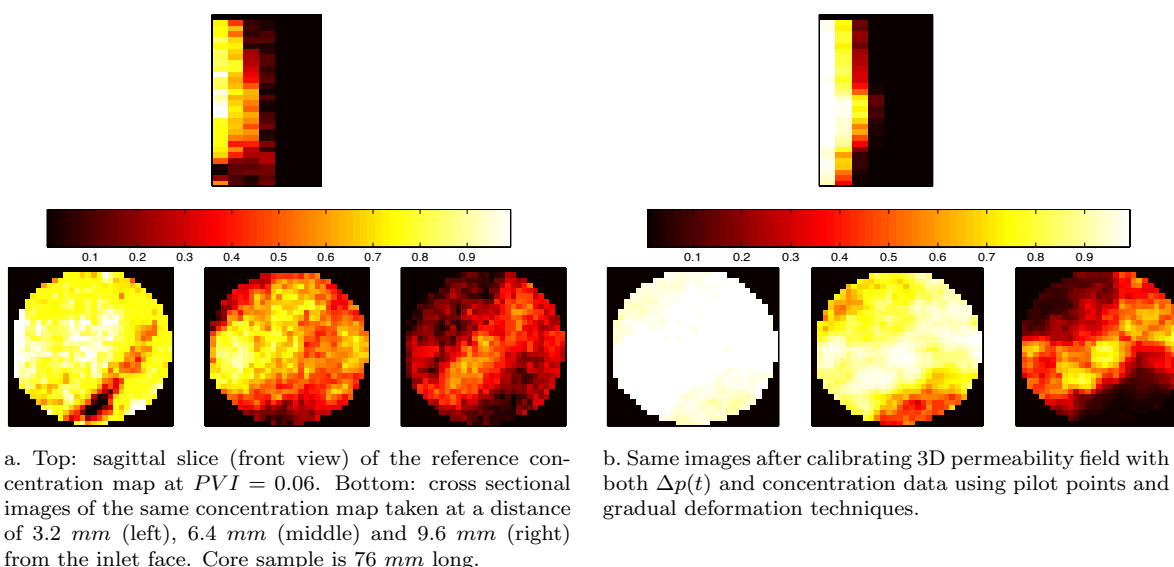 0.1 0.2 0.3 0.4 0.5 0.6 0.7 0.8 0.9
0.1 0.2 0.3 0.4 0.5 0.6 0.7 0.8 0.9
a. Top: sagittal slice (front view) of the reference con-
centration map at PVI = 0.06. Bottom: cross sectional
images of the same concentration map taken at a distance
of 3.2 mm (left), 6.4 mm (middle) and 9.6 mm (right)
from the inlet face. Core sample is 76 mm long.
b. Same images after calibrating 3D permeability field with
both Δp(t) and concentration data using pilot points and
gradual deformation techniques.